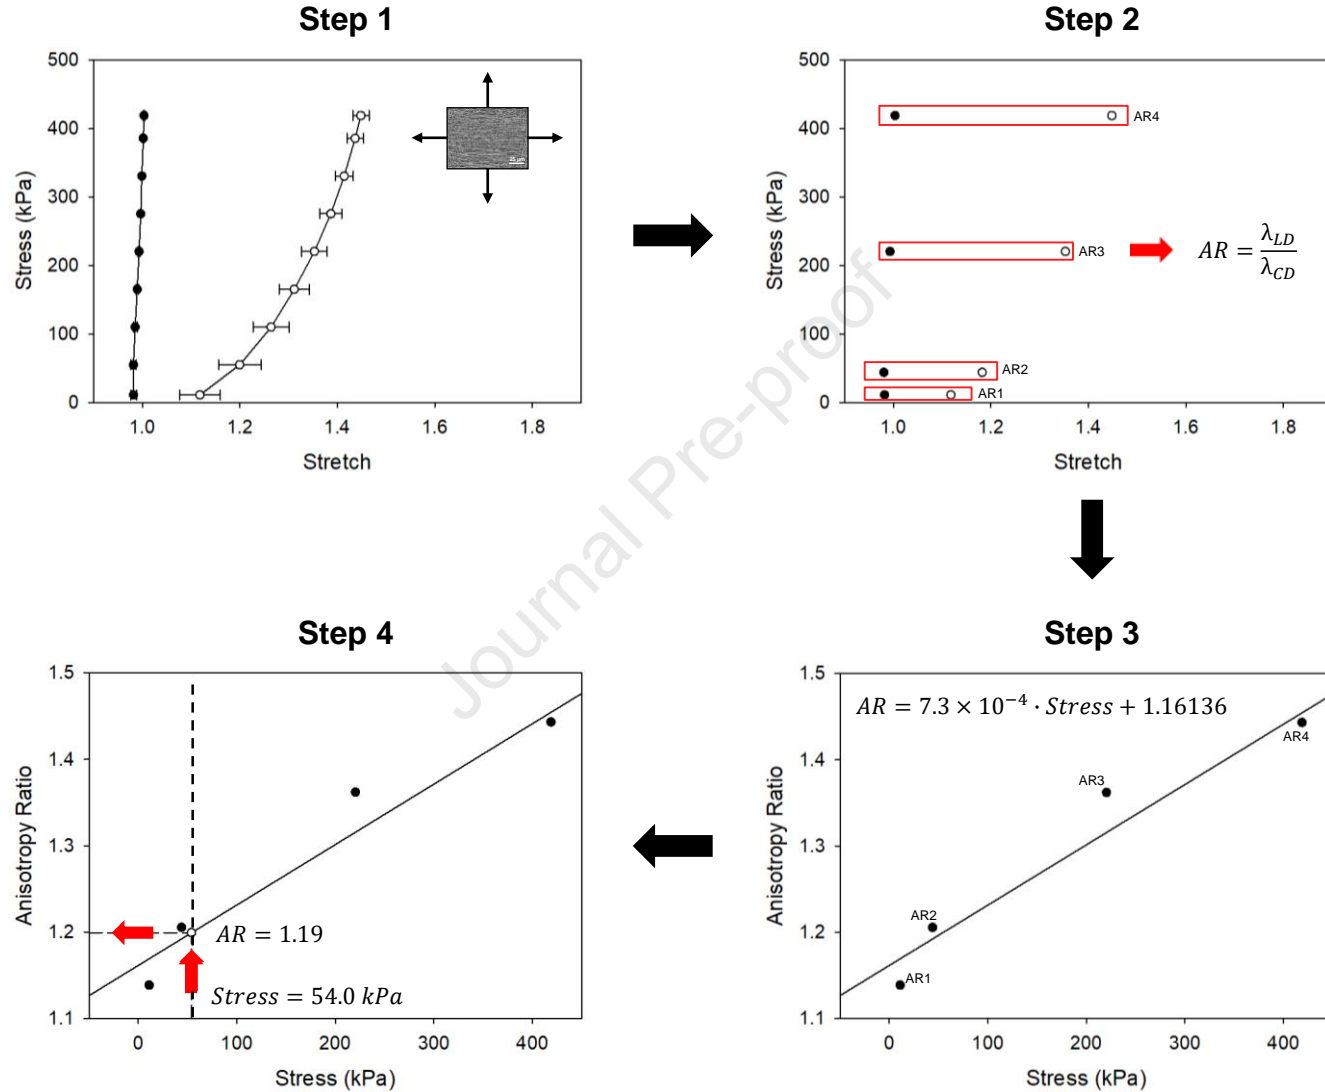 Step 1
500
400
300
200
100
0
Stress (kPa)
1.0 1.2 1.4 1.6 1.8
Stretch
25 µm
Step 2
500
400
300
200
100
0
Stress (kPa)
AR4
AR3
AR2
AR1
1.0 1.2 1.4 1.6 1.8
Stretch
AR = λLD / λCD
Journal Pre-proof
Step 4
1.5
1.4
1.3
1.2
1.1
Anisotropy Ratio
AR = 1.19
Stress = 54.0 kPa
0 100 200 300 400
Stress (kPa)
Step 3
1.5
1.4
1.3
1.2
1.1
Anisotropy Ratio
AR = 7.3 × 10⁻⁴ · Stress + 1.16136
AR4
AR3
AR2
AR1
0 100 200 300 400
Stress (kPa)